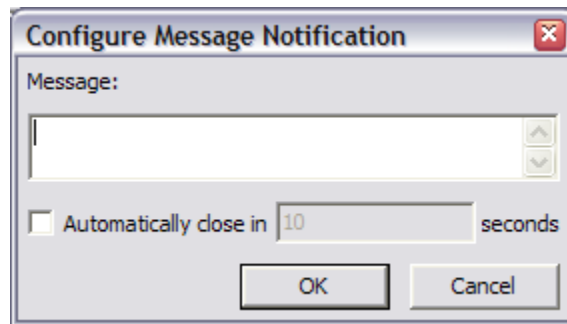 Configure Message Notification
Message:
Automatically close in 10 seconds
OK Cancel